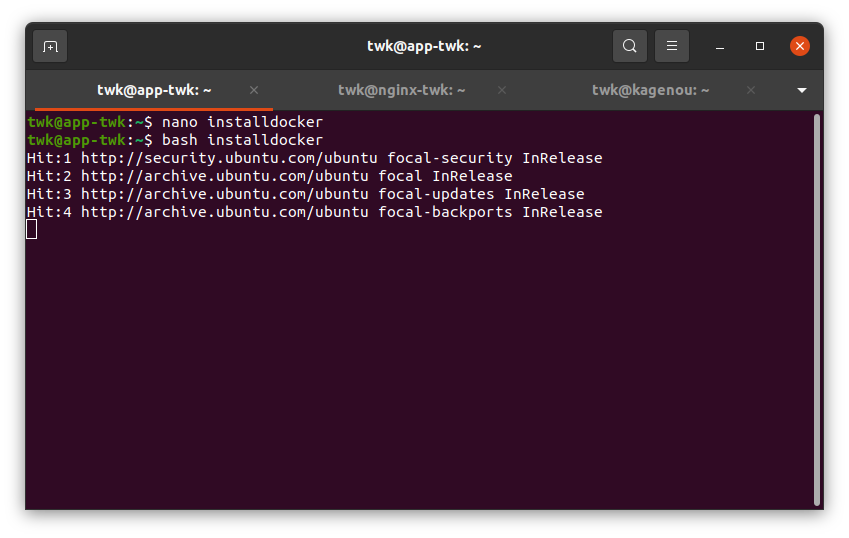 twk@app-twk: ~
twk@app-twk: ~
twk@nginx-twk: ~
twk@kagenou: ~
twk@app-twk:~$ nano installdocker
twk@app-twk:~$ bash installdocker
Hit:1 http://security.ubuntu.com/ubuntu focal-security InRelease
Hit:2 http://archive.ubuntu.com/ubuntu focal InRelease
Hit:3 http://archive.ubuntu.com/ubuntu focal-updates InRelease
Hit:4 http://archive.ubuntu.com/ubuntu focal-backports InRelease